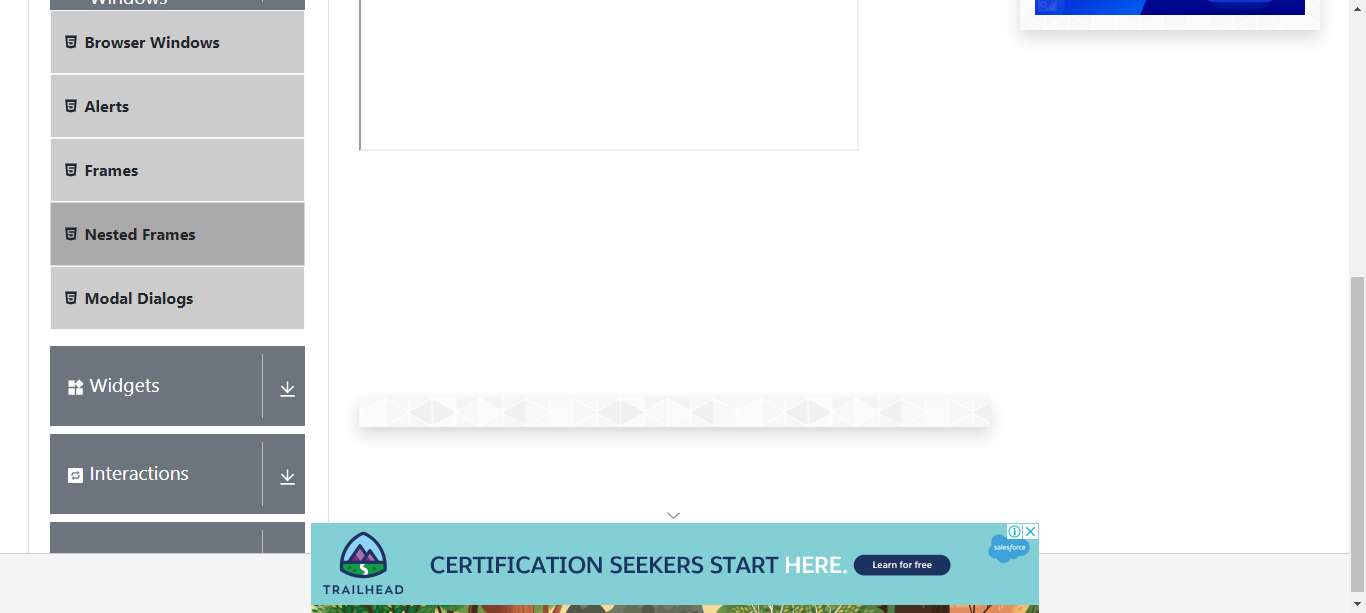 Windows
Browser Windows
Alerts
Frames
Nested Frames
Modal Dialogs
Widgets
Interactions
TRAILHEAD
CERTIFICATION SEEKERS START HERE.
Learn for free
salesforce